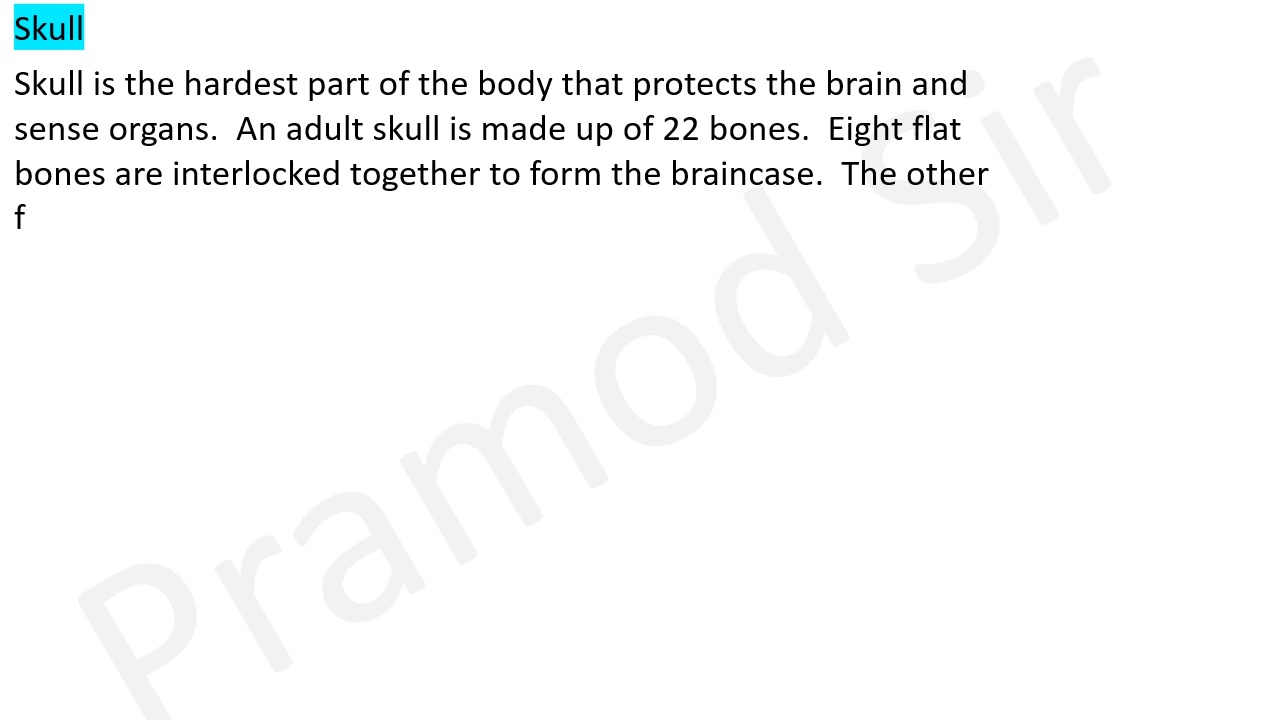 Skull
Skull is the hardest part of the body that protects the brain and
sense organs.  An adult skull is made up of 22 bones.  Eight flat
bones are interlocked together to form the braincase.  The other
f
Pramod Sir